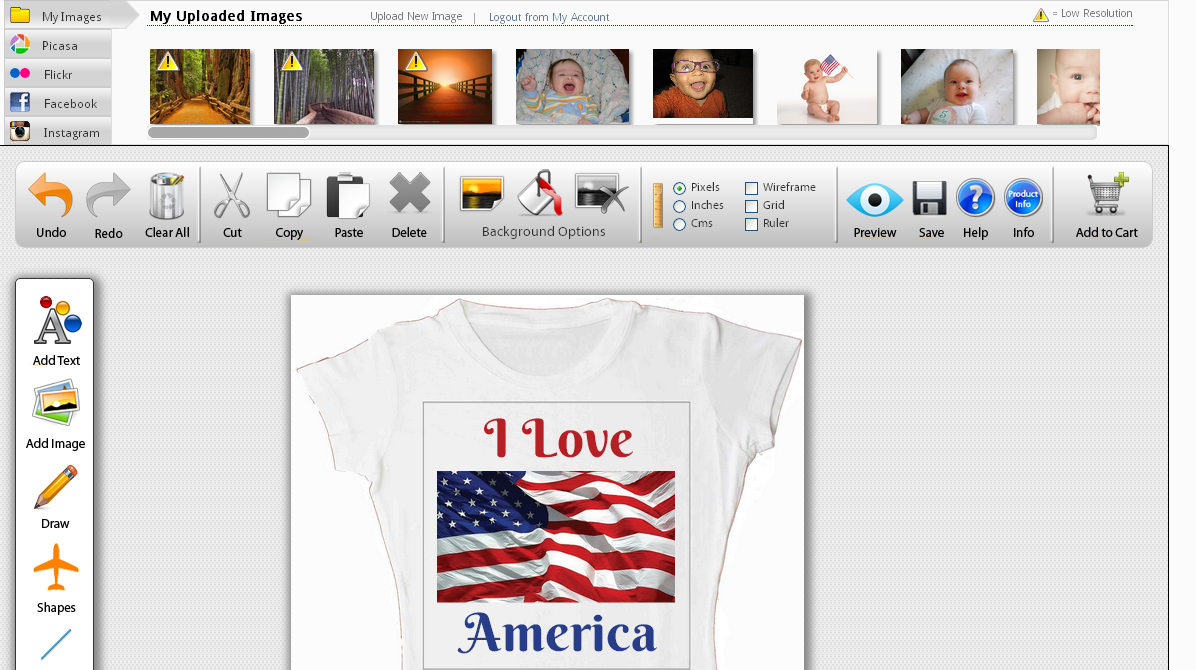 My Images
My Uploaded Images
Upload New Image | Logout from My Account
= Low Resolution
Picasa
Flickr
Facebook
Instagram
Undo
Redo
Clear All
Cut
Copy
Paste
Delete
Background Options
Pixels
Inches
Cms
Wireframe
Grid
Ruler
Preview
Save
Help
Product
Info
Info
Add to Cart
A
Add Text
Add Image
Draw
Shapes
I Love
America